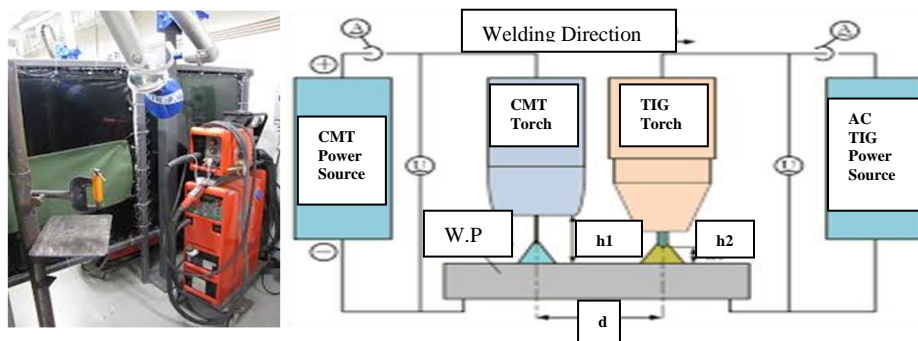 Welding Direction
A
A
+
CMT
Torch
TIG
Torch
CMT
Power
Source
AC
TIG
Power
Source
U
U
W.P
h1
h2
−
d